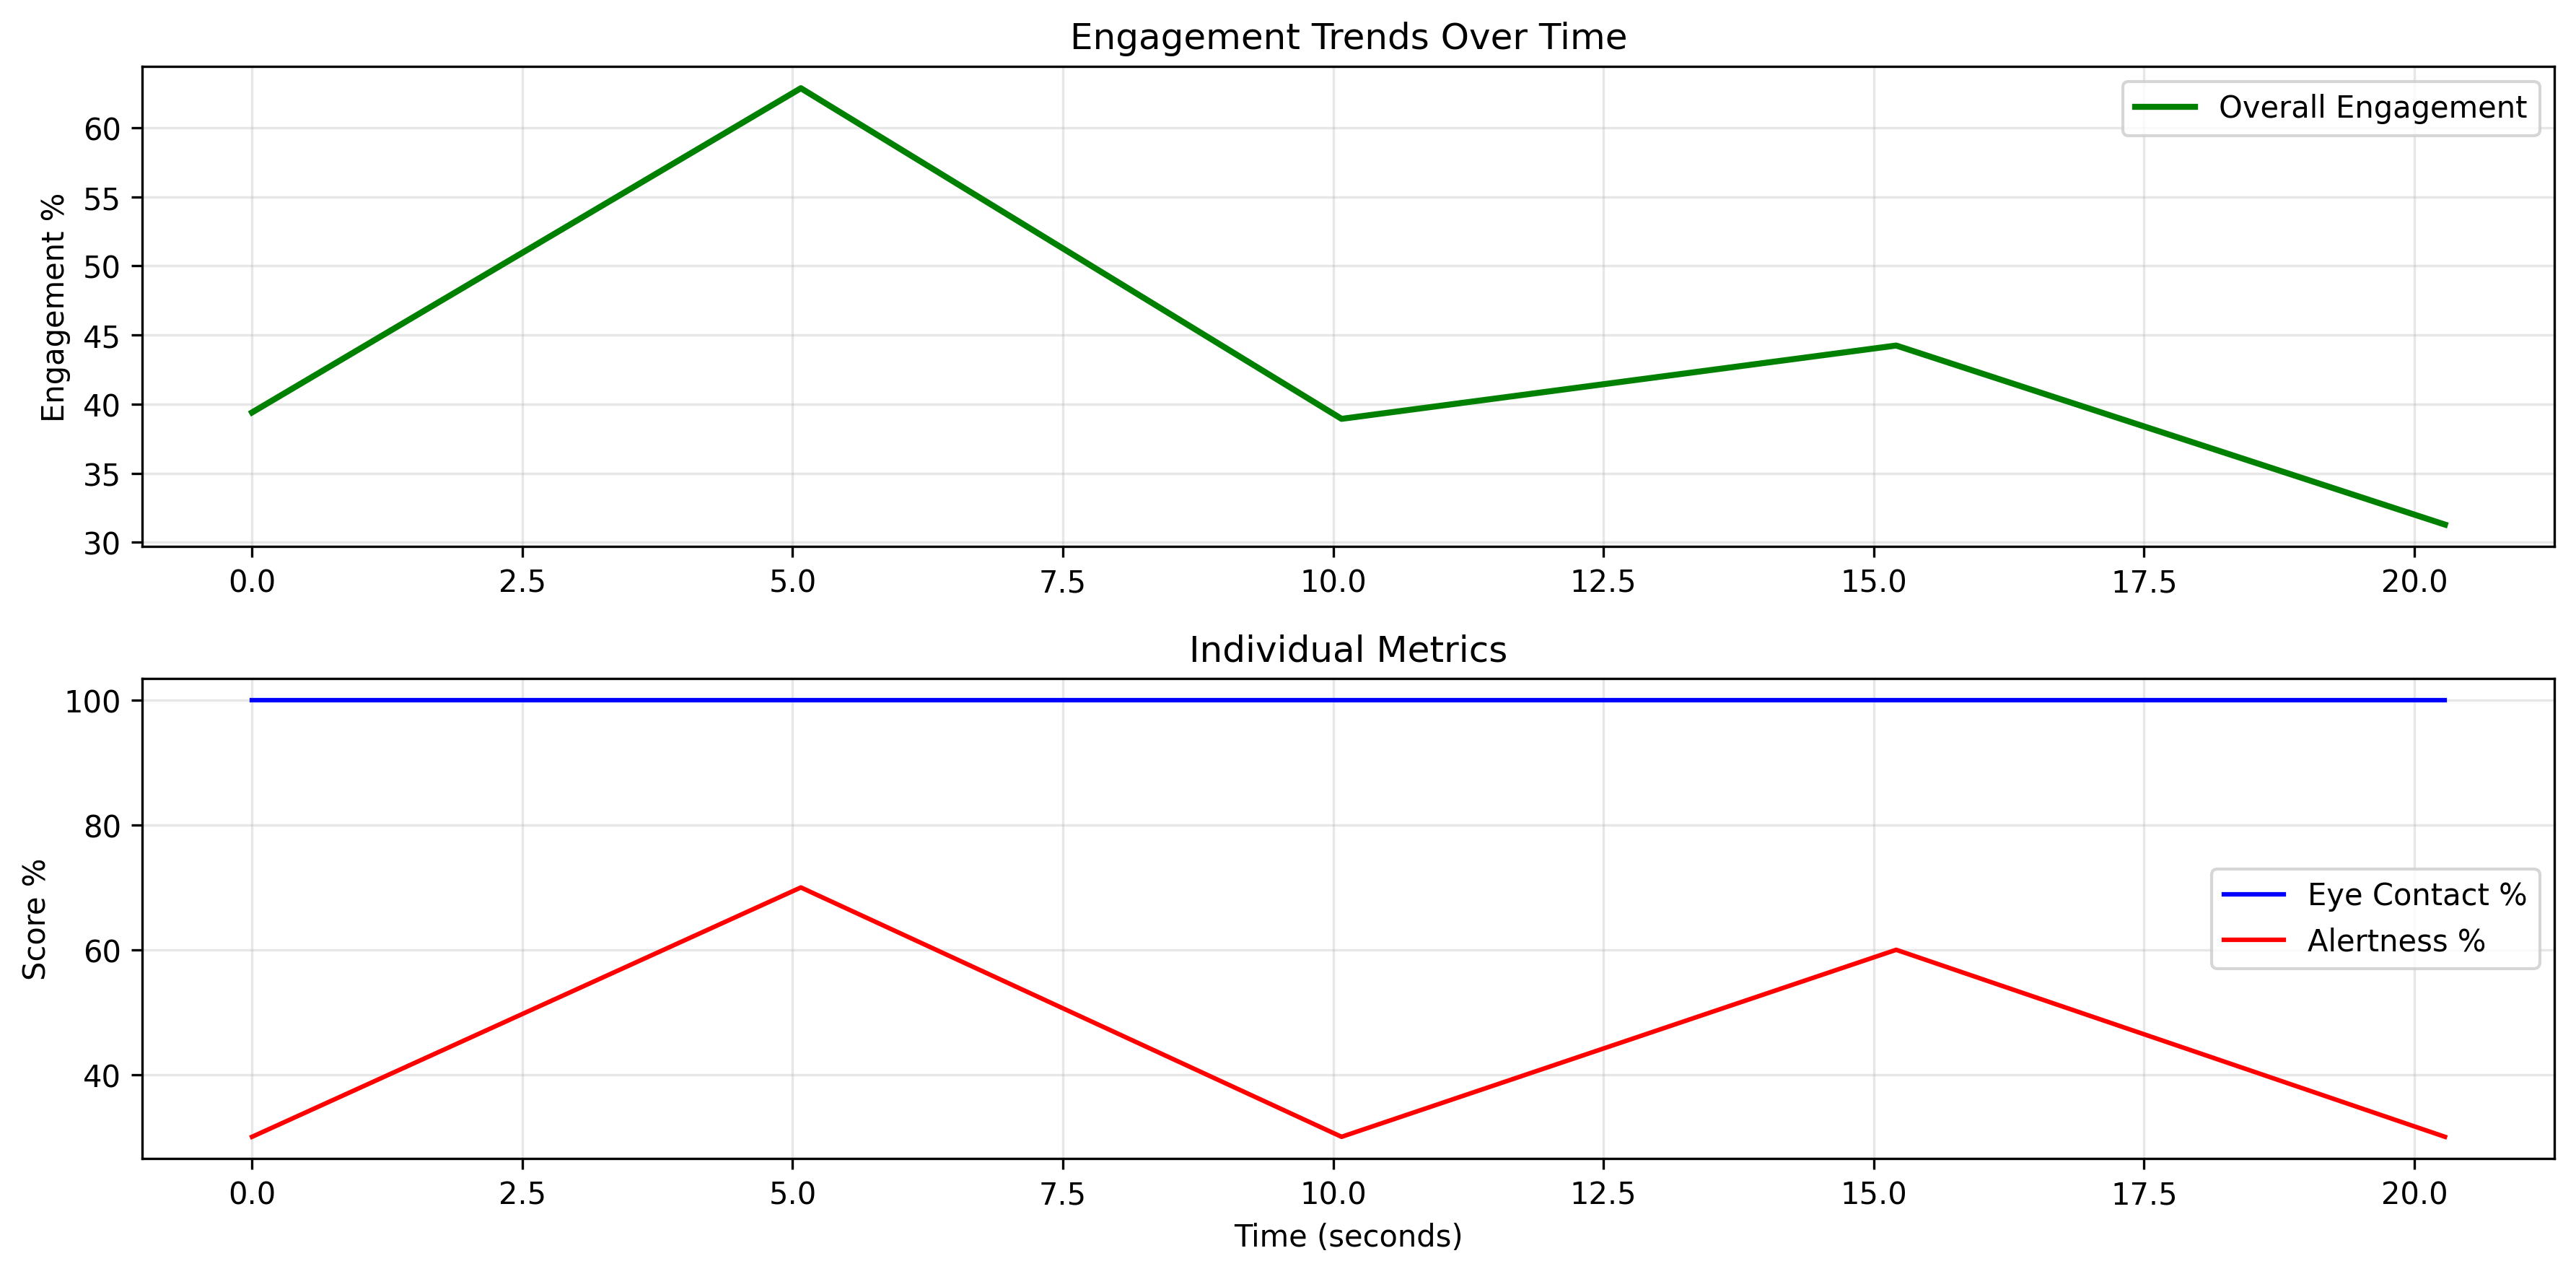 Engagement Trends Over Time
Overall Engagement
Engagement %
60
55
50
45
40
35
30
0.0 2.5 5.0 7.5 10.0 12.5 15.0 17.5 20.0
Individual Metrics
Eye Contact %
Alertness %
Score %
100
80
60
40
0.0 2.5 5.0 7.5 10.0 12.5 15.0 17.5 20.0
Time (seconds)